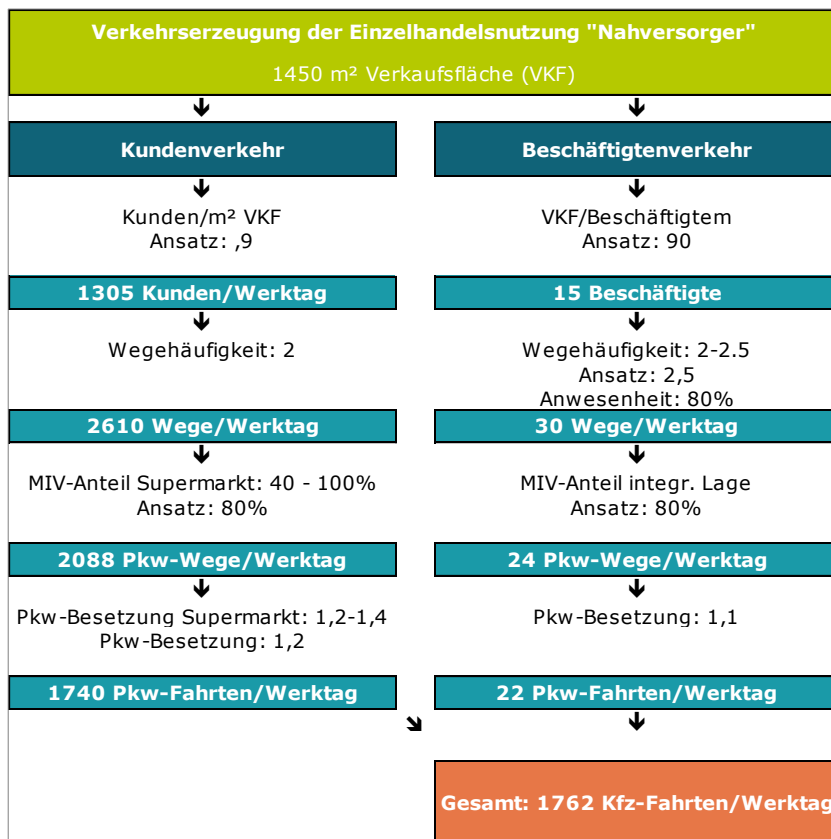 Verkehrserzeugung der Einzelhandelsnutzung "Nahversorger"
1450 m² Verkaufsfläche (VKF)
Kundenverkehr
Kunden/m² VKF
Ansatz: ,9
1305 Kunden/Werktag
Wegehäufigkeit: 2
2610 Wege/Werktag
MIV-Anteil Supermarkt: 40 - 100%
Ansatz: 80%
2088 Pkw-Wege/Werktag
Pkw-Besetzung Supermarkt: 1,2-1,4
Pkw-Besetzung: 1,2
1740 Pkw-Fahrten/Werktag
Beschäftigtenverkehr
VKF/Beschäftigtem
Ansatz: 90
15 Beschäftigte
Wegehäufigkeit: 2-2.5
Ansatz: 2,5
Anwesenheit: 80%
30 Wege/Werktag
MIV-Anteil integr. Lage
Ansatz: 80%
24 Pkw-Wege/Werktag
Pkw-Besetzung: 1,1
22 Pkw-Fahrten/Werktag
Gesamt: 1762 Kfz-Fahrten/Werktag